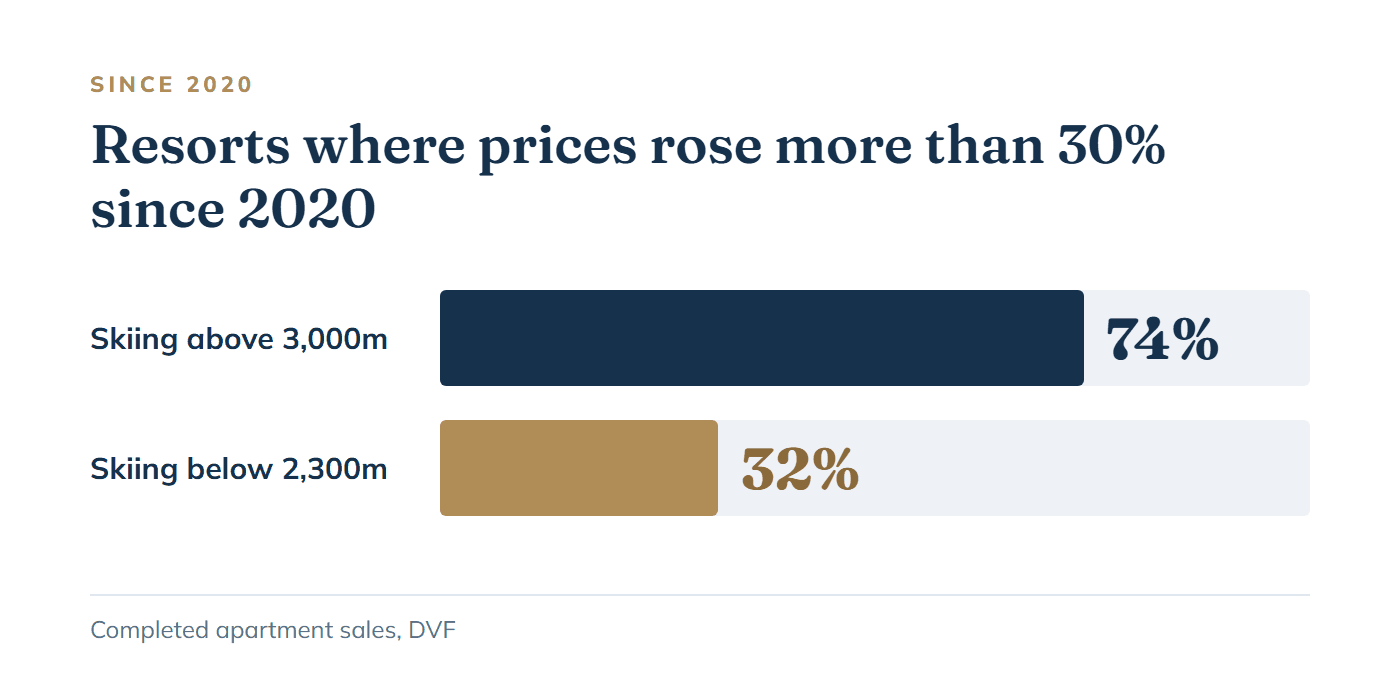 SINCE 2020
Resorts where prices rose more than 30%
since 2020
Skiing above 3,000m
74%
Skiing below 2,300m
32%
Completed apartment sales, DVF